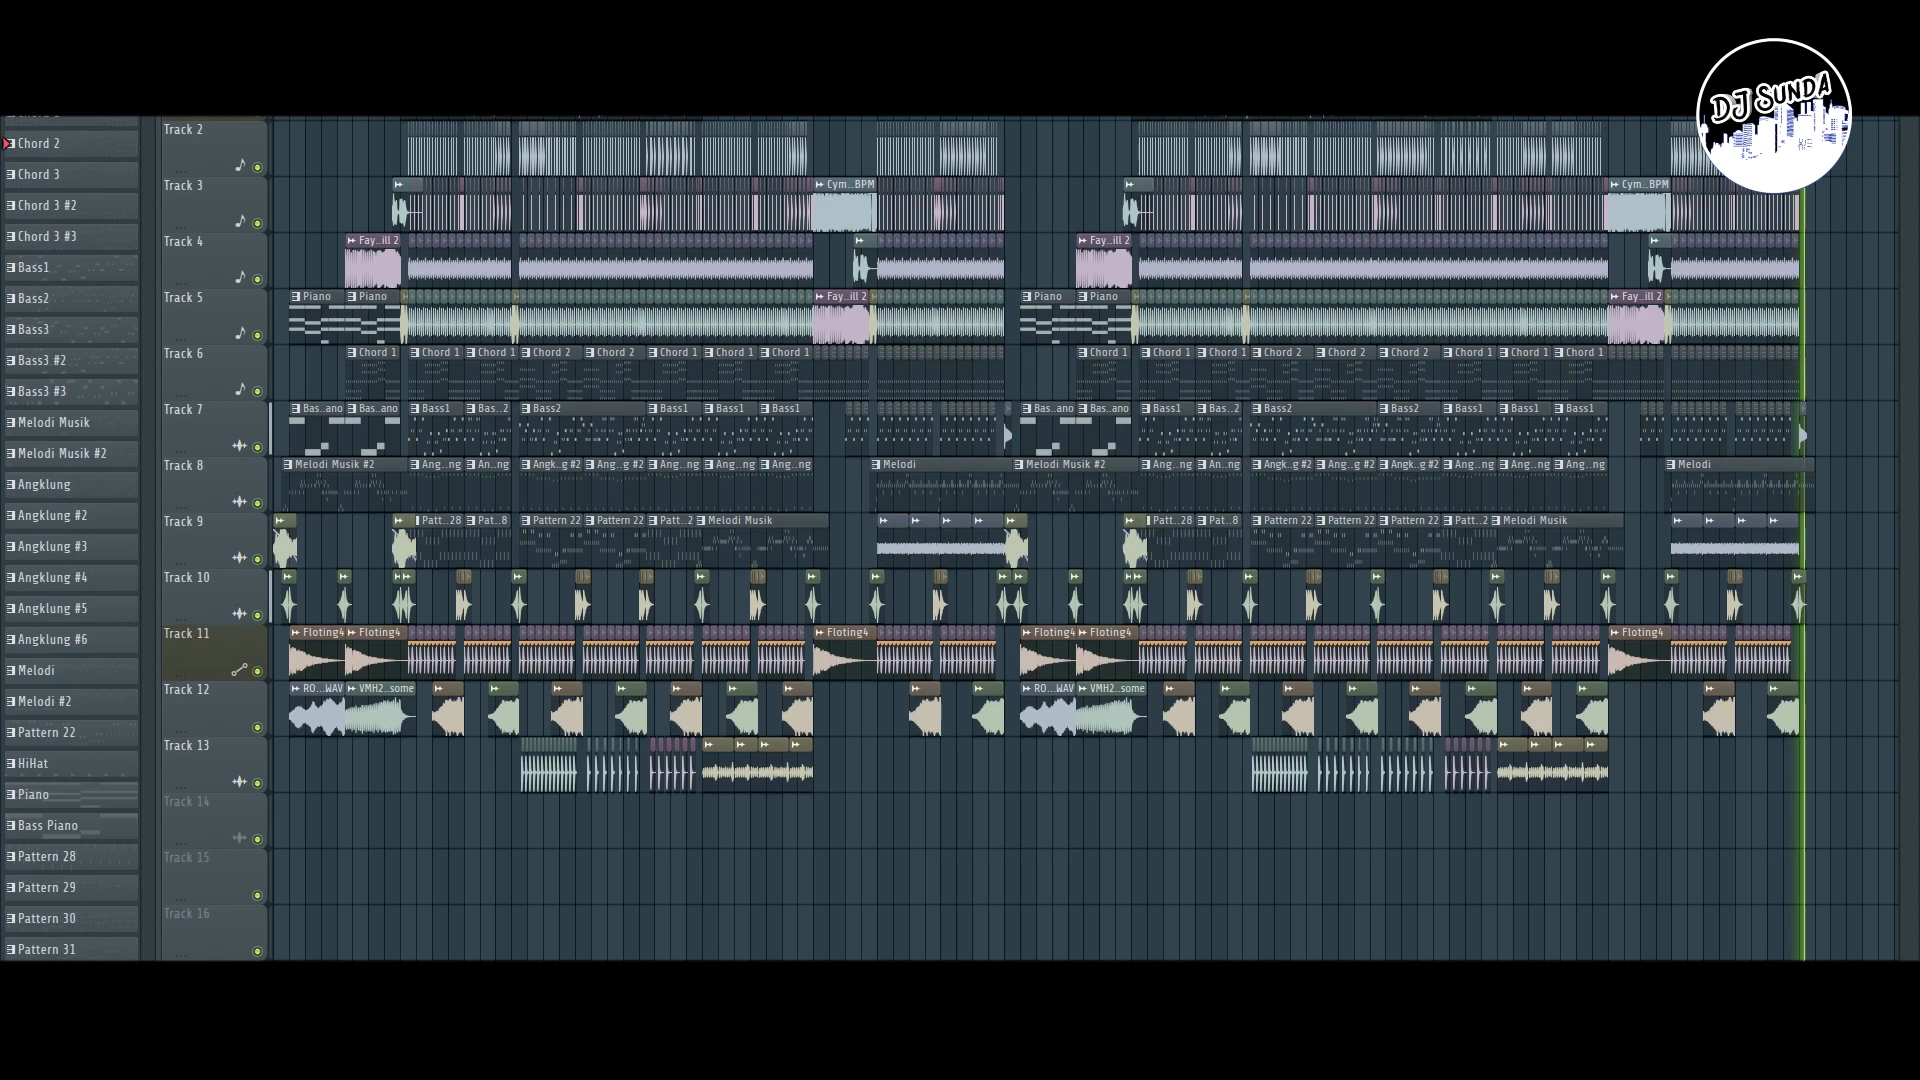 DJ SUNDA
Chord 2
Chord 3
Chord 3 #2
Chord 3 #3
Bass1
Bass2
Bass3
Bass3 #2
Bass3 #3
Melodi Musik
Melodi Musik #2
Angklung
Angklung #2
Angklung #3
Angklung #4
Angklung #5
Angklung #6
Melodi
Melodi #2
Pattern 22
HiHat
Piano
Bass Piano
Pattern 28
Pattern 29
Pattern 30
Pattern 31
Track 2
Track 3 Cym..BPM Cym..BPM
Track 4 Fay..ill 2 Fay..ill 2
Track 5 Piano Piano Fay..ill 2 Piano Piano Fay..ill 2
Track 6 Chord 1 Chord 1 Chord 1 Chord 2 Chord 2 Chord 1 Chord 1 Chord 1 Chord 1 Chord 1 Chord 1 Chord 2 Chord 2 Chord 2 Chord 1 Chord 1 Chord 1
Track 7 Bas..ano Bas..ano Bass1 Bas..2 Bass2 Bass1 Bass1 Bass1 Bas..ano Bas..ano Bass1 Bas..2 Bass2 Bass2 Bass1 Bass1 Bass1
Track 8 Melodi Musik #2 Ang..ng An..ng Angk..g #2 Ang..g #2 Ang..ng Ang..ng Ang..ng Melodi Melodi Musik #2 Ang..ng An..ng Angk..g #2 Ang..g #2 Angk..g #2 Ang..ng Ang..ng Ang..ng Melodi
Track 9 Patt..28 Pat..8 Pattern 22 Pattern 22 Patt..2 Melodi Musik Patt..28 Pat..8 Pattern 22 Pattern 22 Pattern 22 Patt..2 Melodi Musik
Track 10
Track 11 Floting4 Floting4 Floting4 Floting4 Floting4 Floting4
Track 12 RO...WAV VMH2..some RO...WAV VMH2..some
Track 13
Track 14
Track 15
Track 16